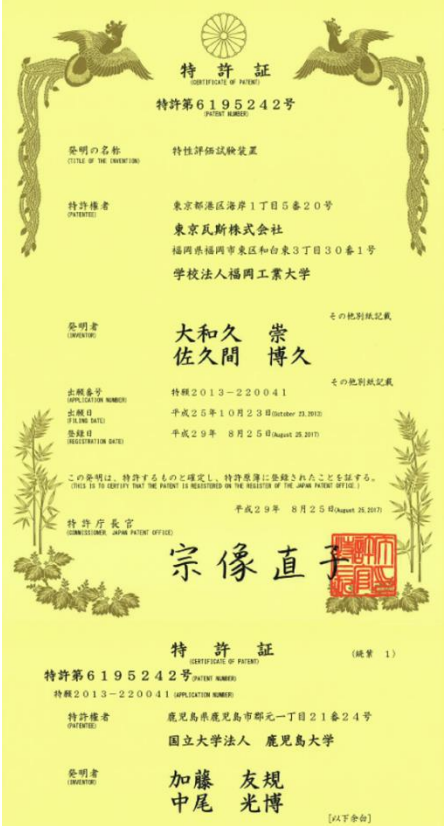 特許証
(CERTIFICATE OF PATENT)
特許第6195242号
(PATENT NUMBER)
発明の名称
(TITLE OF THE INVENTION)
特性評価試験装置
特許権者
(PATENTEE)
東京都港区海岸1丁目5番20号
東京瓦斯株式会社
福岡県福岡市東区和白東3丁目30番1号
学校法人福岡工業大学
その他別紙記載
発明者
(INVENTOR)
大和久 崇
佐久間 博久
その他別紙記載
出願番号
(APPLICATION NUMBER)
特願2013-220041
出願日
(FILING DATE)
平成25年10月23日(October 23,2013)
登録日
(REGISTRATION DATE)
平成29年 8月25日(August 25,2017)
この発明は、特許するものと確定し、特許原簿に登録されたことを証する。
(THIS IS TO CERTIFY THAT THE PATENT IS REGISTERED ON THE REGISTER OF THE JAPAN PATENT OFFICE.)
平成29年 8月25日(August 25,2017)
特許庁長官
(COMMISSIONER, JAPAN PATENT OFFICE)
宗像直子
特許証
(CERTIFICATE OF PATENT)
(続葉 1)
特許第6195242号(PATENT NUMBER)
特願2013-220041(APPLICATION NUMBER)
特許権者
(PATENTEE)
鹿児島県鹿児島市郡元一丁目21番24号
国立大学法人 鹿児島大学
発明者
(INVENTOR)
加藤 友規
中尾 光博
[以下余白]